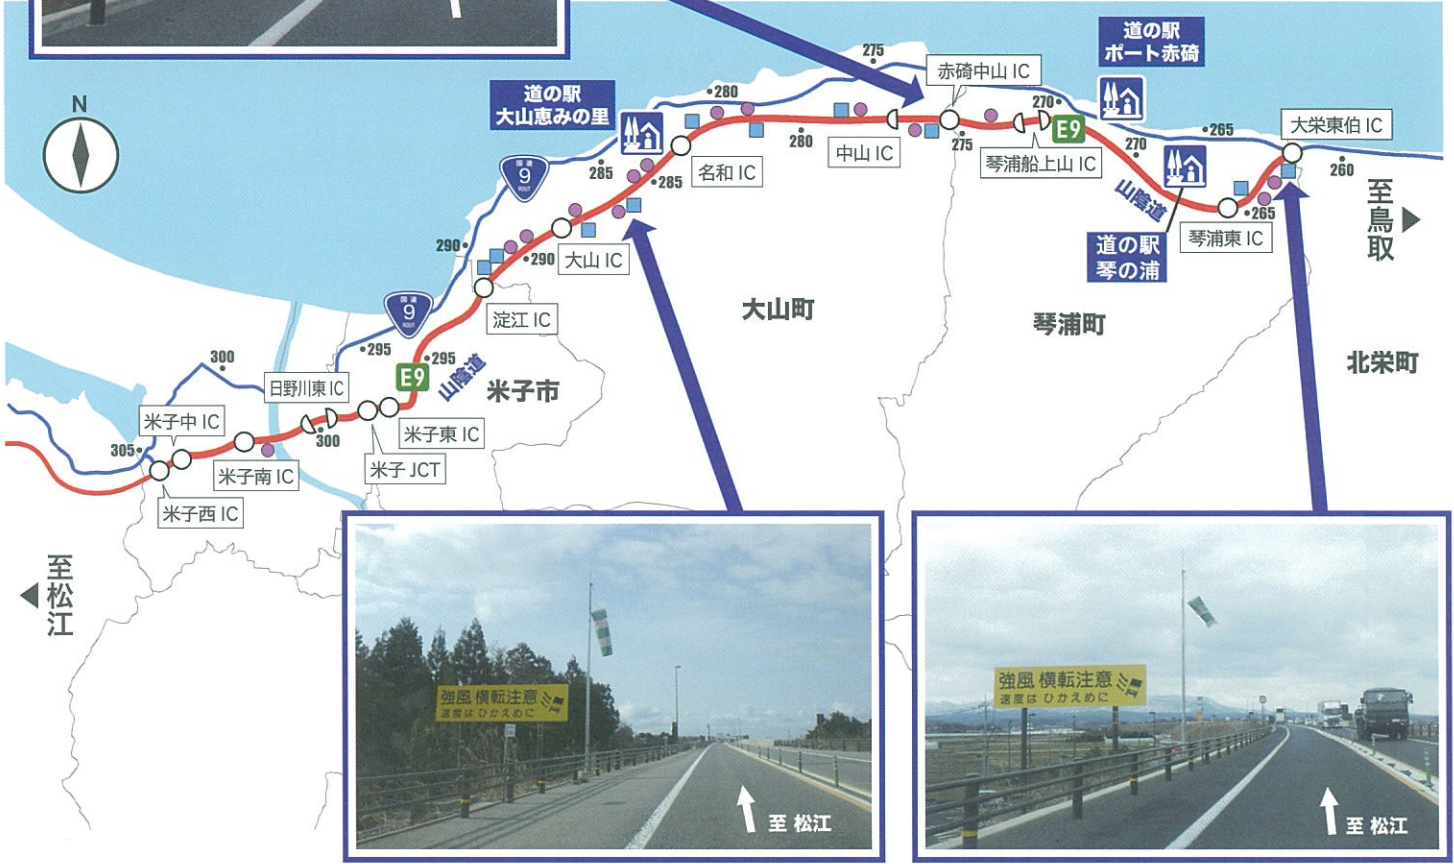 N
道の駅
大山恵みの里
道の駅
ポート赤碕
赤碕中山 IC
大栄東伯 IC
275
280
270
265
260
275
280
中山 IC
名和 IC
琴浦船上山 IC
E9
270
山陰道
265
琴浦東 IC
道の駅
琴の浦
至鳥取
国道
9
ROUTE
285
285
290
290
大山 IC
淀江 IC
大山町
琴浦町
北栄町
国道
9
ROUTE
295
295
E9
山陰道
米子市
300
日野川東 IC
米子中 IC
300
米子東 IC
305
米子南 IC
米子 JCT
米子西 IC
至松江
強風 横転注意
速度は ひかえめに
至 松江
強風 横転注意
速度は ひかえめに
至 松江